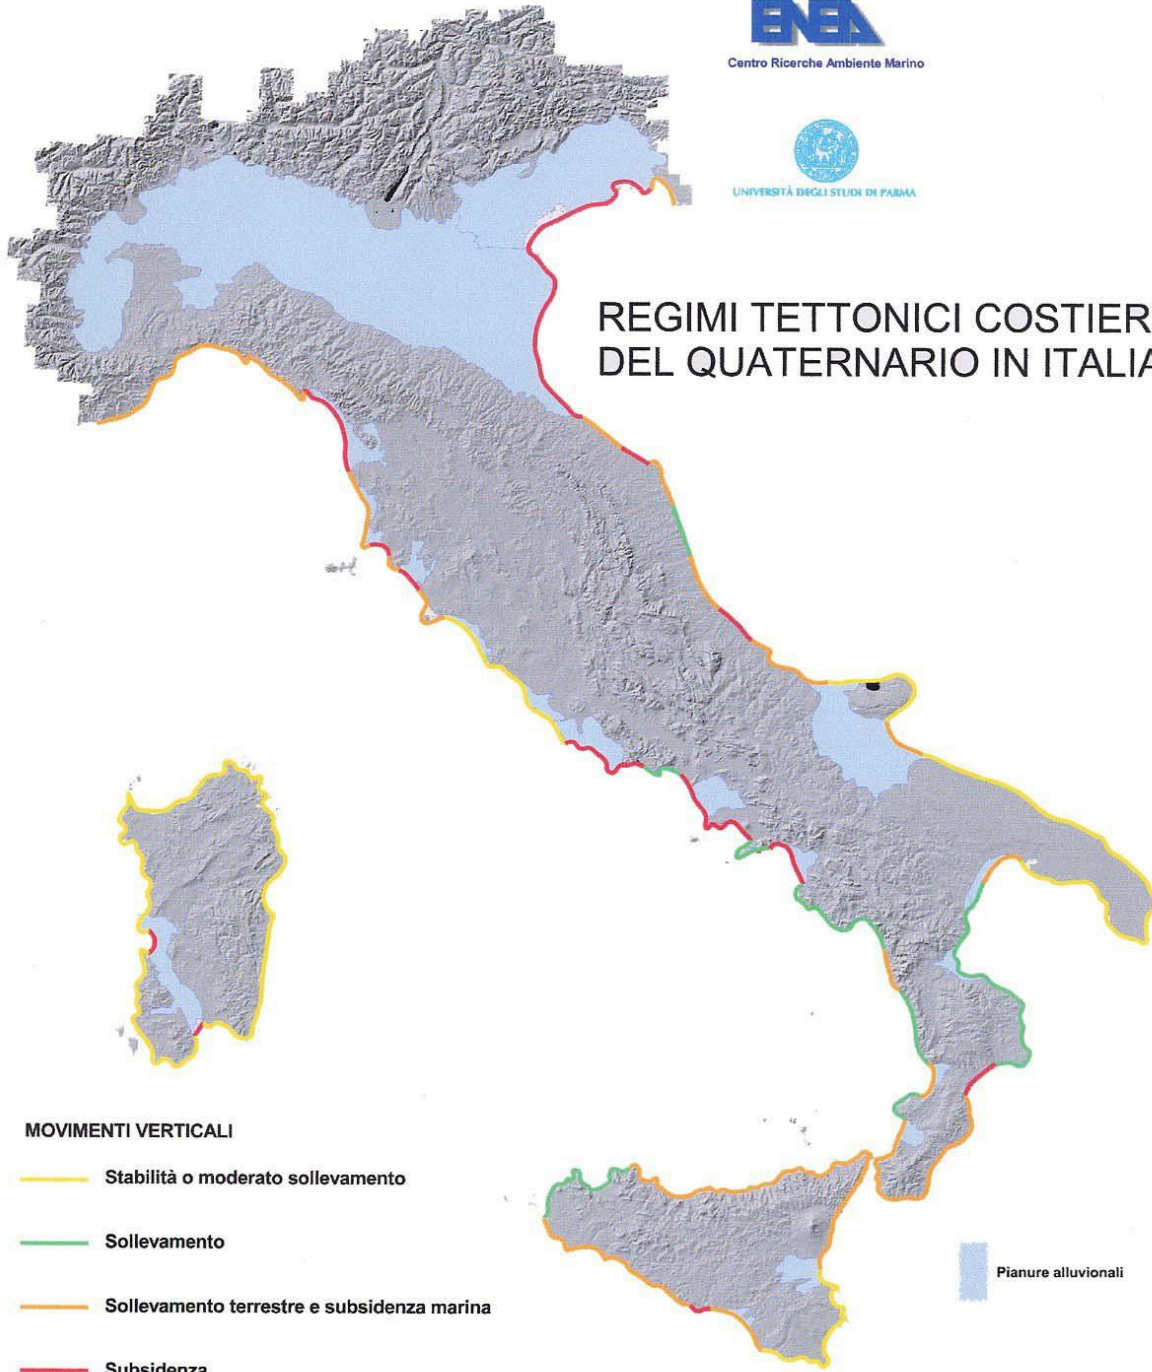 ENEA
Centro Ricerche Ambiente Marino
UNIVERSITÀ DEGLI STUDI DI PARMA
REGIMI TETTONICI COSTIER
DEL QUATERNARIO IN ITALIA
MOVIMENTI VERTICALI
Stabilità o moderato sollevamento
Sollevamento
Sollevamento terrestre e subsidenza marina
Subsidenza
Pianure alluvionali